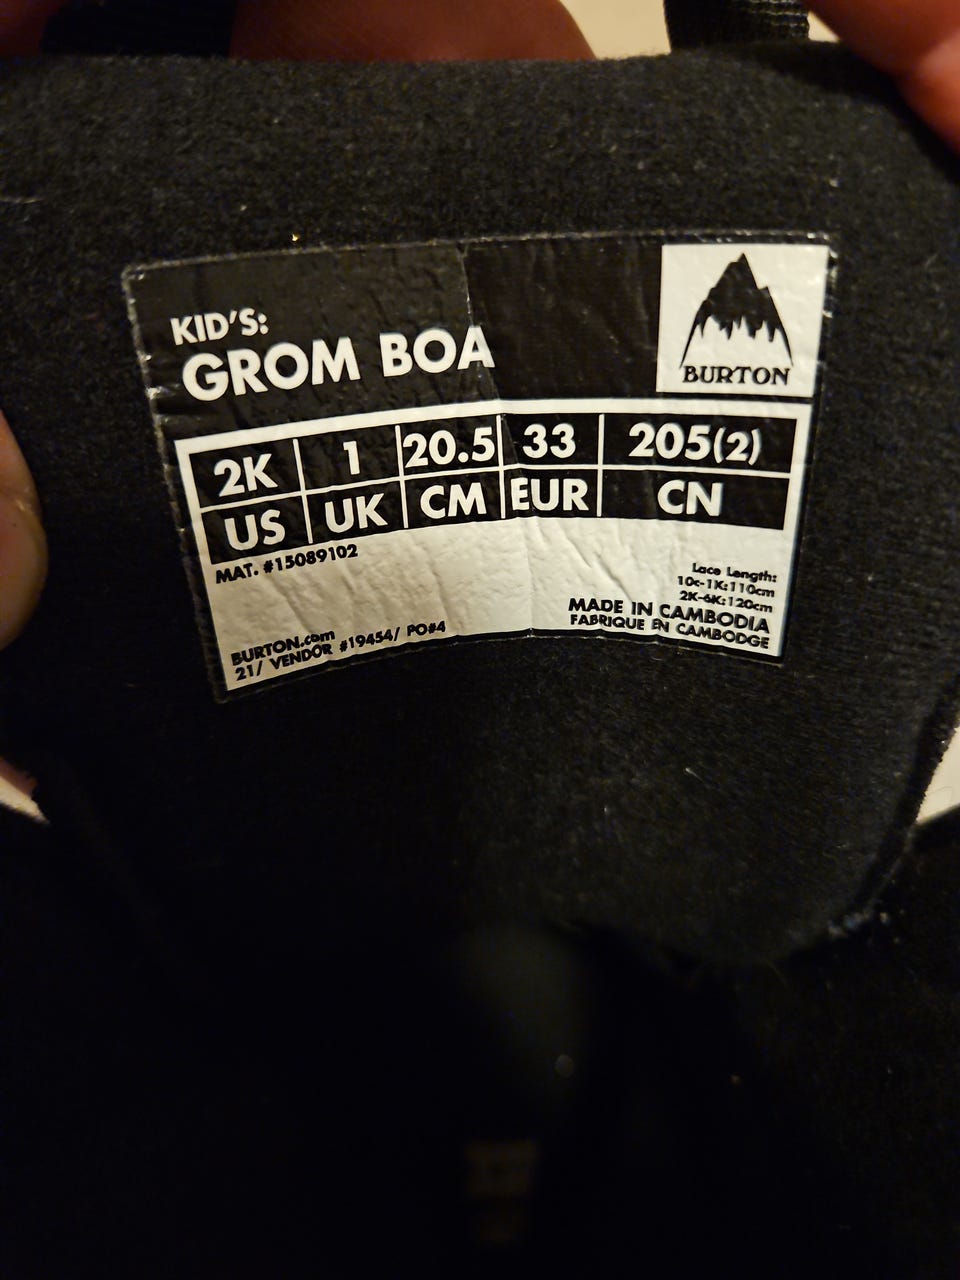 KID'S:
GROM BOA
BURTON
2K 1 20.5 33 205(2)
US UK CM EUR CN
MAT. #15089102
Lace Length:
10c-1K:110cm
2K-6K:120cm
MADE IN CAMBODIA
FABRIQUE EN CAMBODGE
BURTON.com
21/ VENDOR #19454/ PO#4